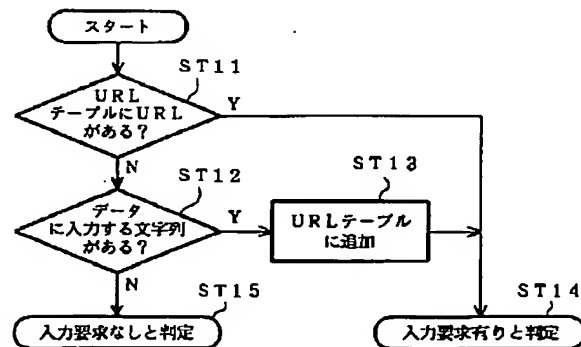 スタート
ST11
URL
テーブルにURL
がある?
Y
N
ST12
データ
に入力する文字列
がある?
Y
ST13
URLテーブル
に追加
N
ST15
入力要求なしと判定
ST14
入力要求有りと判定